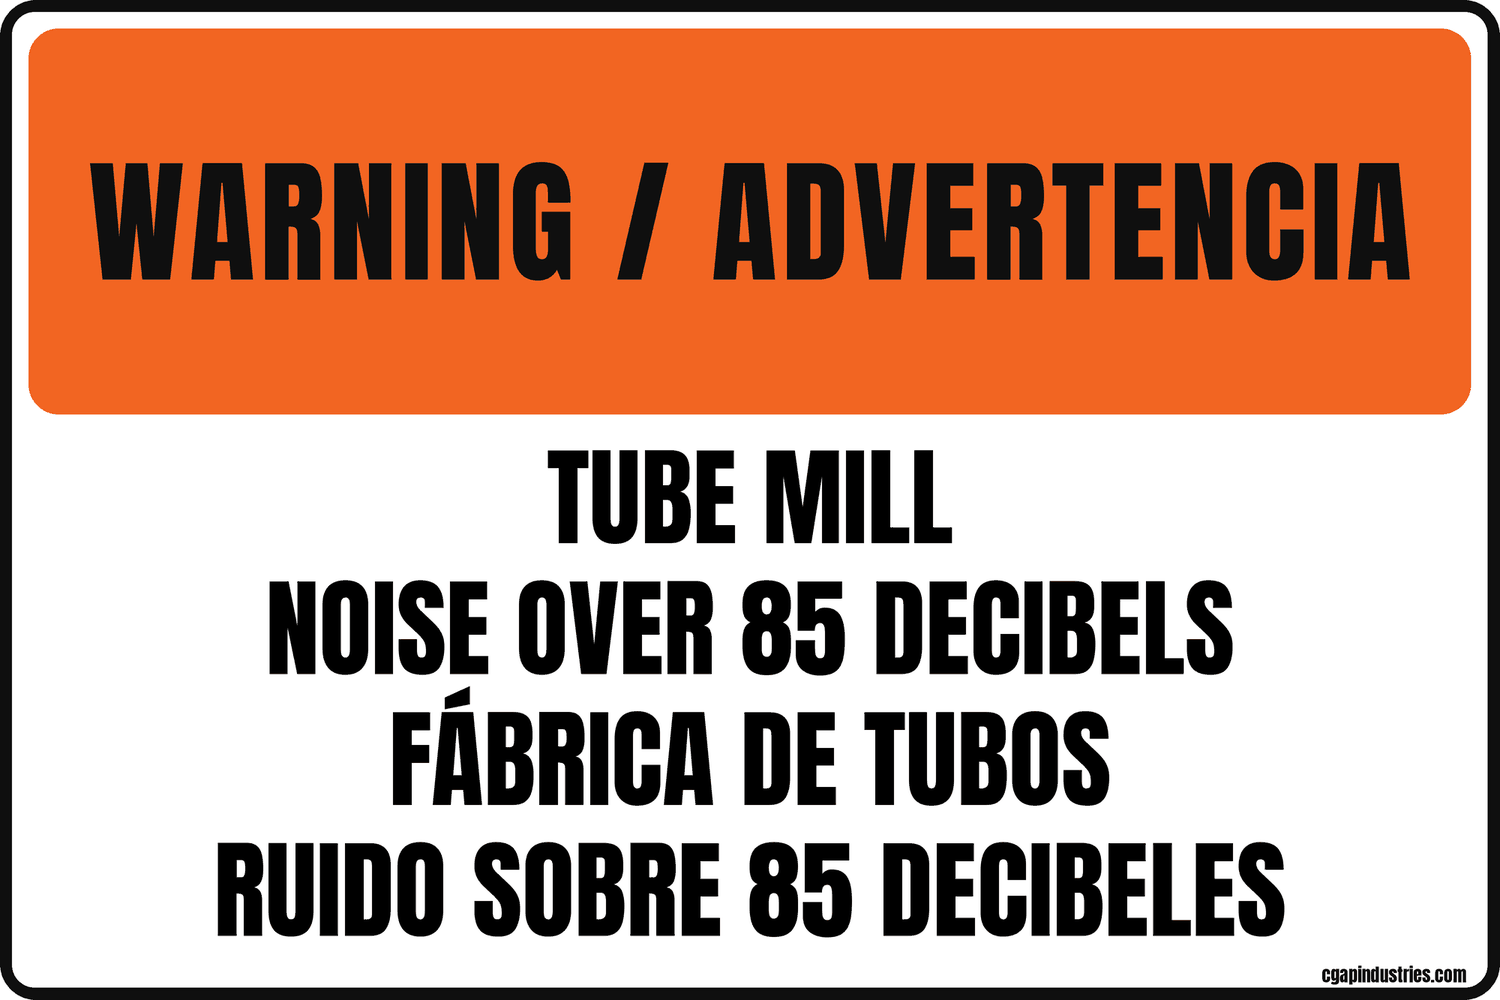 WARNING / ADVERTENCIA
TUBE MILL
NOISE OVER 85 DECIBELS
FÁBRICA DE TUBOS
RUIDO SOBRE 85 DECIBELES
cgapindustries.com